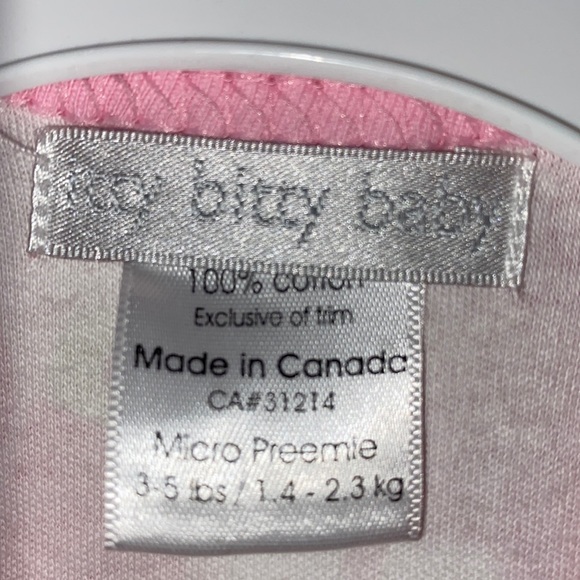 itty bitty baby
100% cotton
Exclusive of trim
Made in Canada
CA#31214
Micro Preemie
3-5 lbs / 1.4 - 2.3 kg